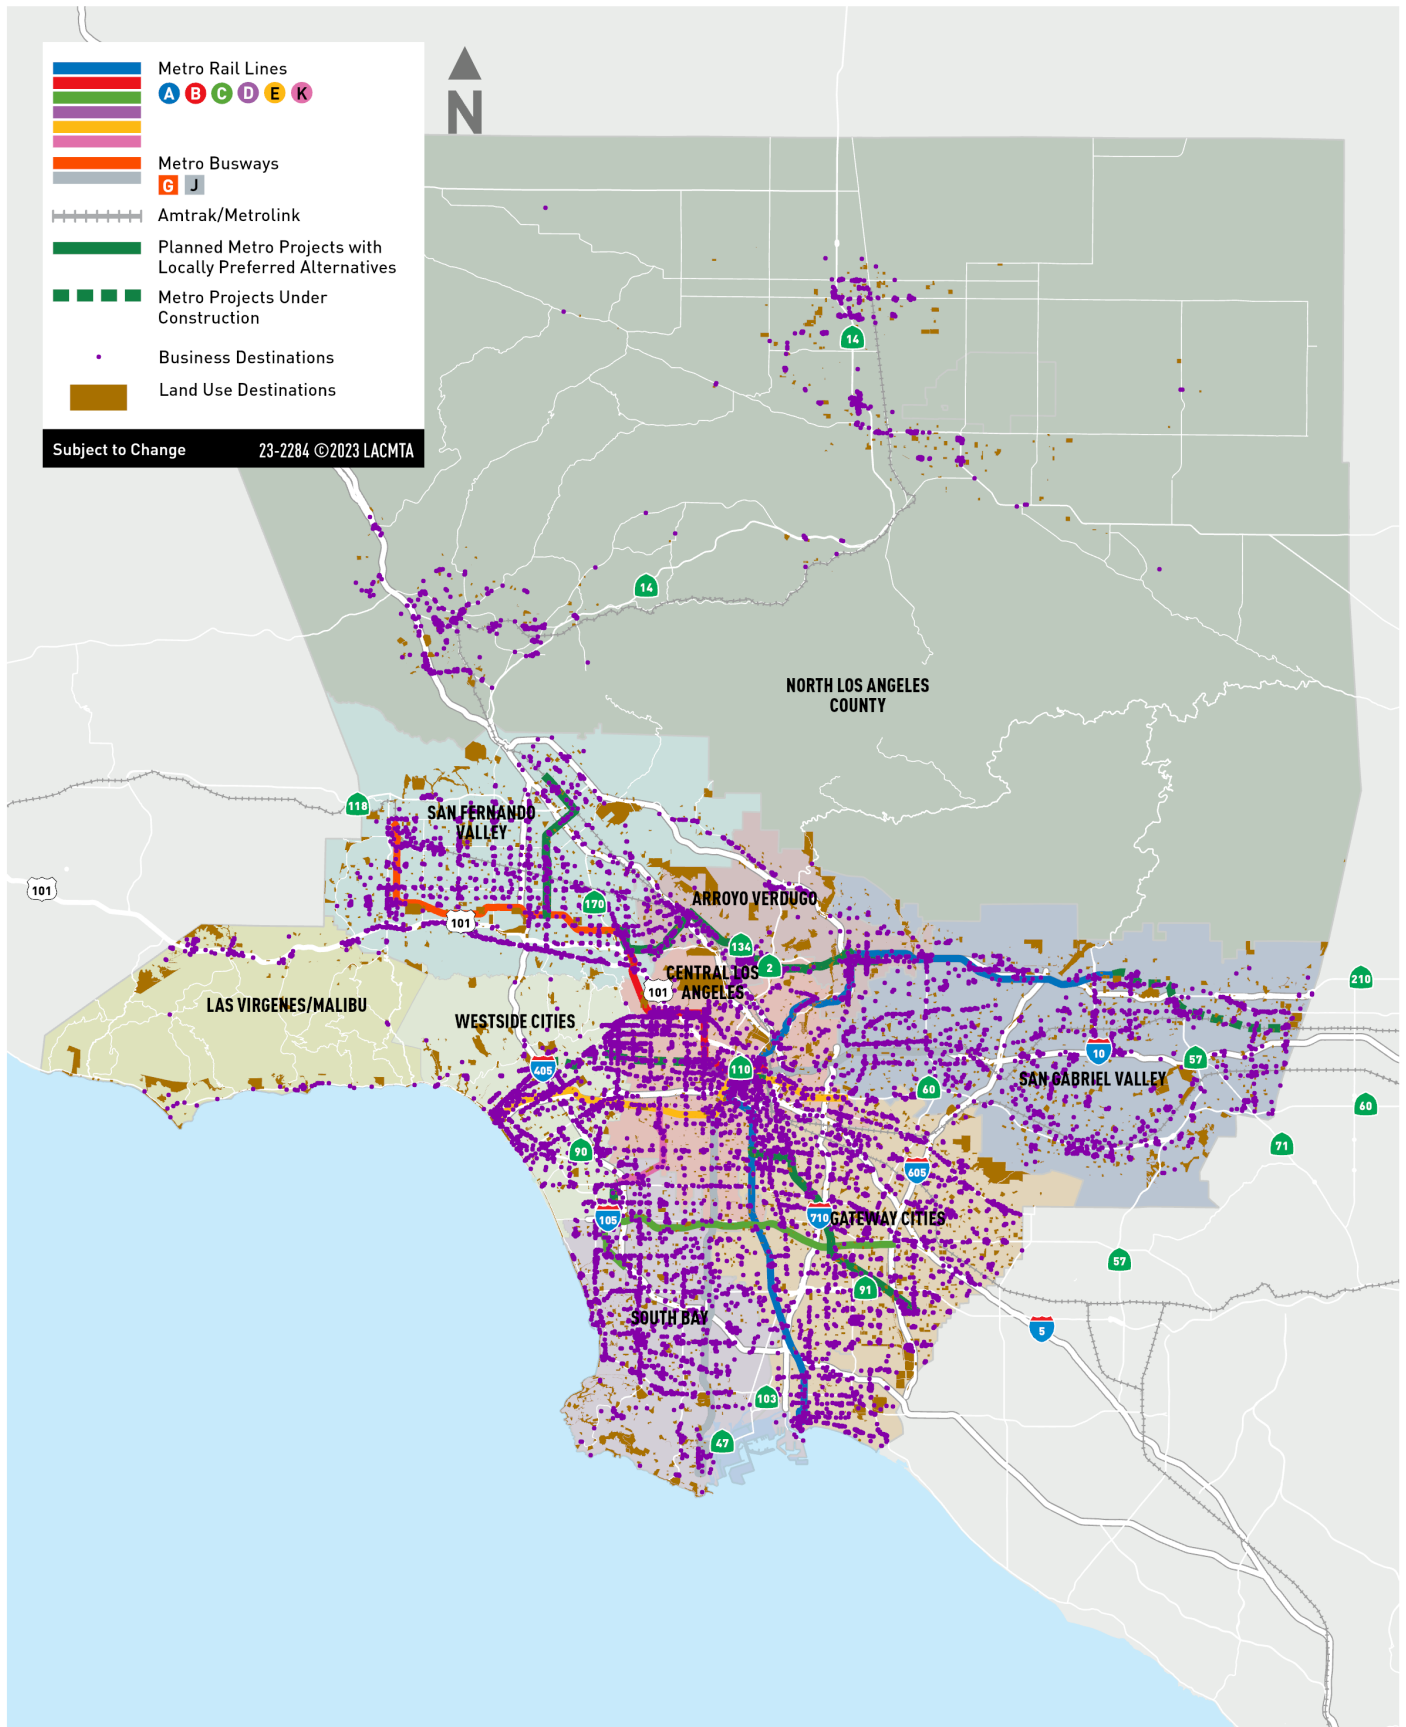 Metro Rail Lines
A B C D E K
Metro Busways
G J
Amtrak/Metrolink
Planned Metro Projects with
Locally Preferred Alternatives
Metro Projects Under
Construction
Business Destinations
Land Use Destinations
Subject to Change 23-2284 ©2023 LACMTA
N
14
14
NORTH LOS ANGELES
COUNTY
118
SAN FERNANDO
VALLEY
101
170
101
ARROYO VERDUGO
134
2
CENTRAL LOS
ANGELES
101
210
LAS VIRGENES/MALIBU
WESTSIDE CITIES
405
110
10
57
SAN GABRIEL VALLEY
60
60
90
71
605
105
710
GATEWAY CITIES
57
91
SOUTH BAY
5
103
47